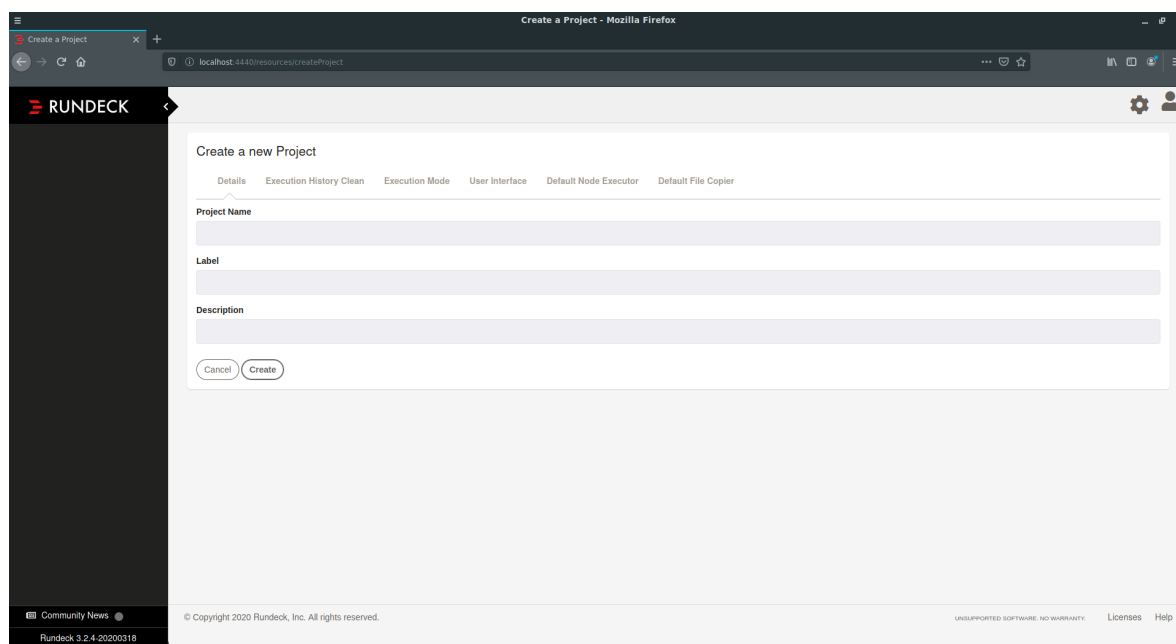 Create a Project - Mozilla Firefox
Create a Project
localhost:4440/resources/createProject
RUNDECK
Create a new Project
Details Execution History Clean Execution Mode User Interface Default Node Executor Default File Copier
Project Name
Label
Description
Cancel Create
Community News
© Copyright 2020 Rundeck, Inc. All rights reserved. UNSUPPORTED SOFTWARE. NO WARRANTY. Licenses Help
Rundeck 3.2.4-20200318